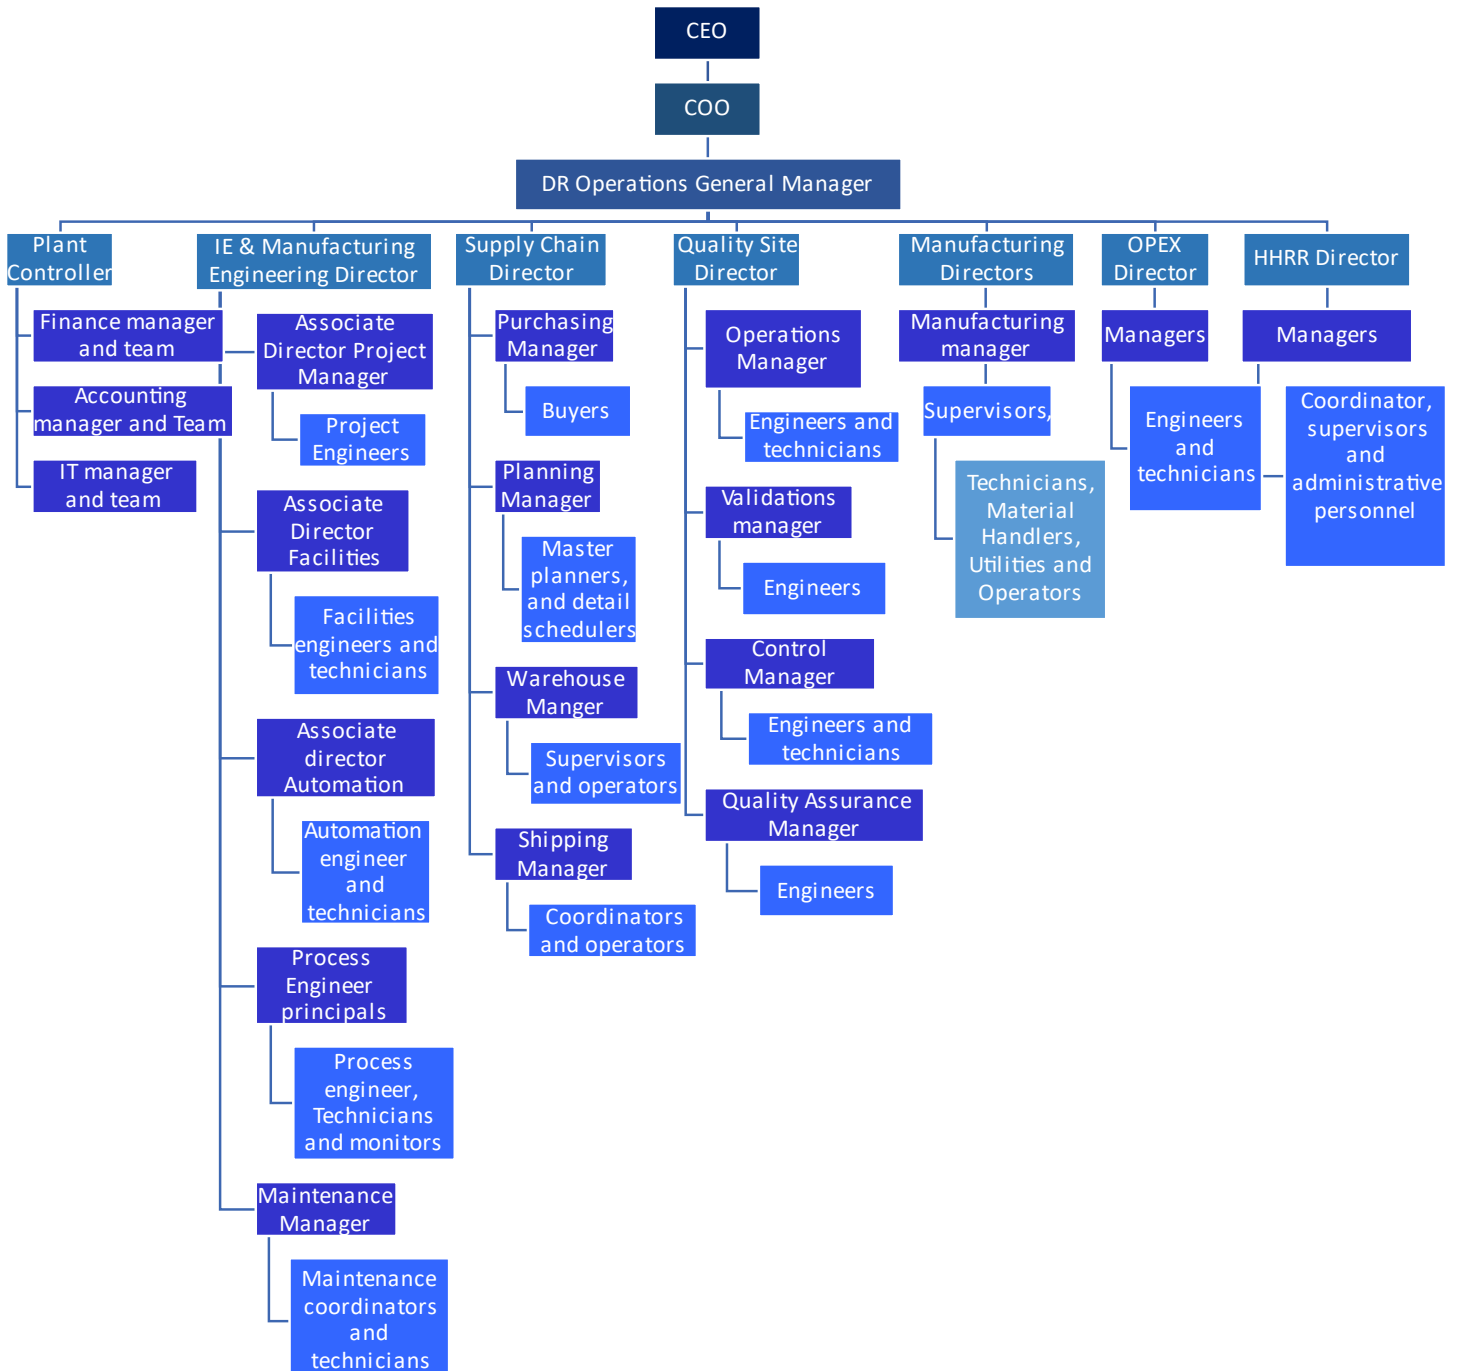 CEO
COO
DR Operations General Manager
Plant
Controller
Finance manager
and team
Accounting
manager and Team
IT manager
and team
IE & Manufacturing
Engineering Director
Associate
Director Project
Manager
Project
Engineers
Associate
Director
Facilities
Facilities
engineers and
technicians
Associate
director
Automation
Automation
engineer
and
technicians
Process
Engineer
principals
Process
engineer,
Technicians
and monitors
Maintenance
Manager
Maintenance
coordinators
and
technicians
Supply Chain
Director
Purchasing
Manager
Buyers
Planning
Manager
Master
planners,
and detail
schedulers
Warehouse
Manger
Supervisors
and operators
Shipping
Manager
Coordinators
and operators
Quality Site
Director
Operations
Manager
Engineers and
technicians
Validations
manager
Engineers
Control
Manager
Engineers and
technicians
Quality Assurance
Manager
Engineers
Manufacturing
Directors
Manufacturing
manager
Supervisors,
Technicians,
Material
Handlers,
Utilities and
Operators
OPEX
Director
Managers
Engineers
and
technicians
HHRR Director
Managers
Coordinator,
supervisors
and
administrative
personnel